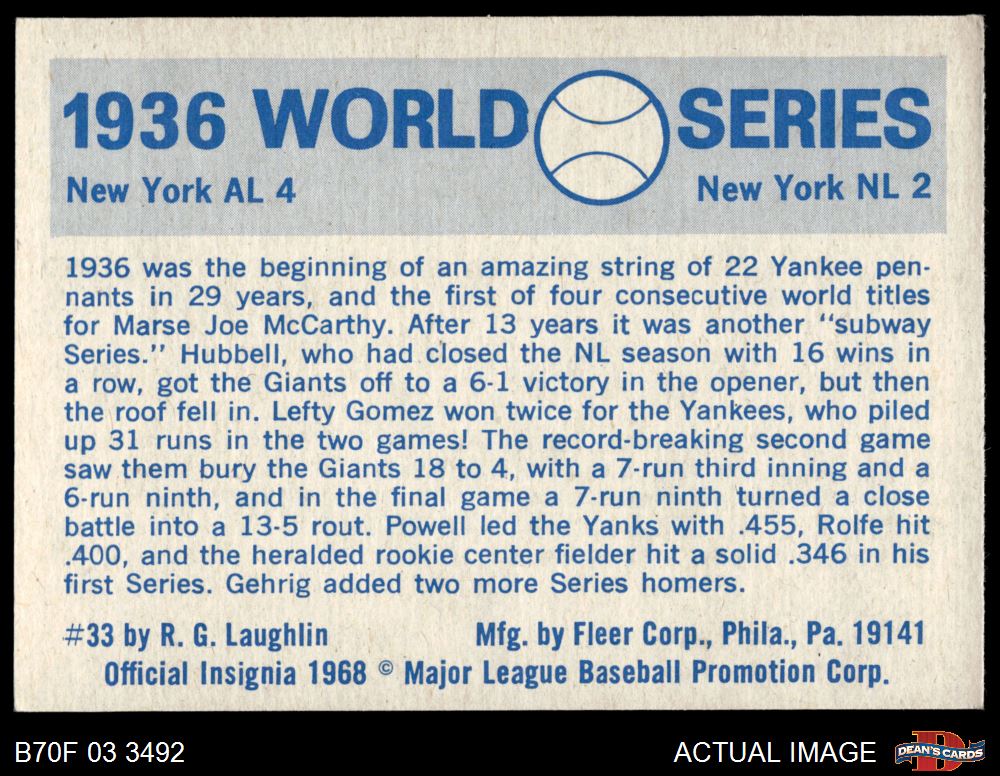 1936 WORLD SERIES
New York AL 4 New York NL 2
1936 was the beginning of an amazing string of 22 Yankee pen-
nants in 29 years, and the first of four consecutive world titles
for Marse Joe McCarthy. After 13 years it was another "subway
Series." Hubbell, who had closed the NL season with 16 wins in
a row, got the Giants off to a 6-1 victory in the opener, but then
the roof fell in. Lefty Gomez won twice for the Yankees, who piled
up 31 runs in the two games! The record-breaking second game
saw them bury the Giants 18 to 4, with a 7-run third inning and a
6-run ninth, and in the final game a 7-run ninth turned a close
battle into a 13-5 rout. Powell led the Yanks with .455, Rolfe hit
.400, and the heralded rookie center fielder hit a solid .346 in his
first Series. Gehrig added two more Series homers.
#33 by R. G. Laughlin Mfg. by Fleer Corp., Phila., Pa. 19141
Official Insignia 1968 © Major League Baseball Promotion Corp.
B70F 03 3492 ACTUAL IMAGE D DEAN'S CARDS